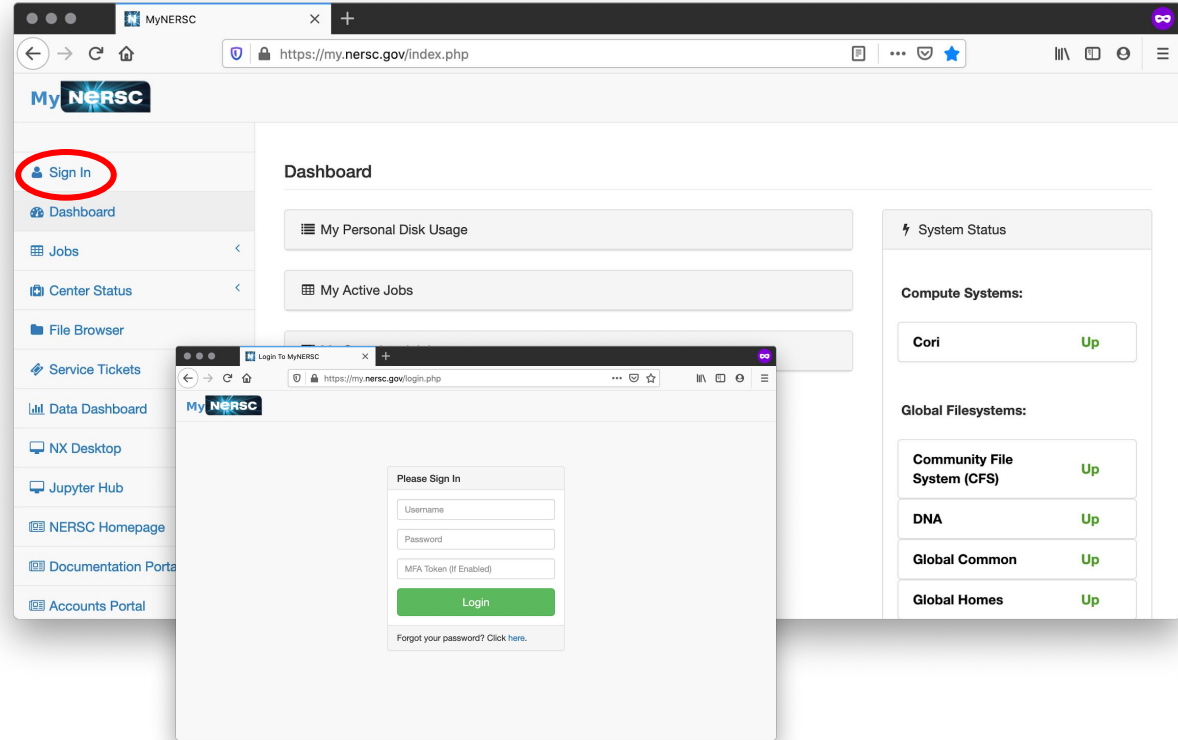 MyNERSC
https://my.nersc.gov/index.php
My NERSC
Sign In
Dashboard
Jobs
Center Status
File Browser
Service Tickets
Data Dashboard
NX Desktop
Jupyter Hub
NERSC Homepage
Documentation Porta
Accounts Portal
Dashboard
My Personal Disk Usage
My Active Jobs
System Status
Compute Systems:
Cori Up
Global Filesystems:
Community File
System (CFS) Up
DNA Up
Global Common Up
Global Homes Up
Login To MyNERSC
https://my.nersc.gov/login.php
My NERSC
Please Sign In
Username
Password
MFA Token (If Enabled)
Login
Forgot your password? Click here.